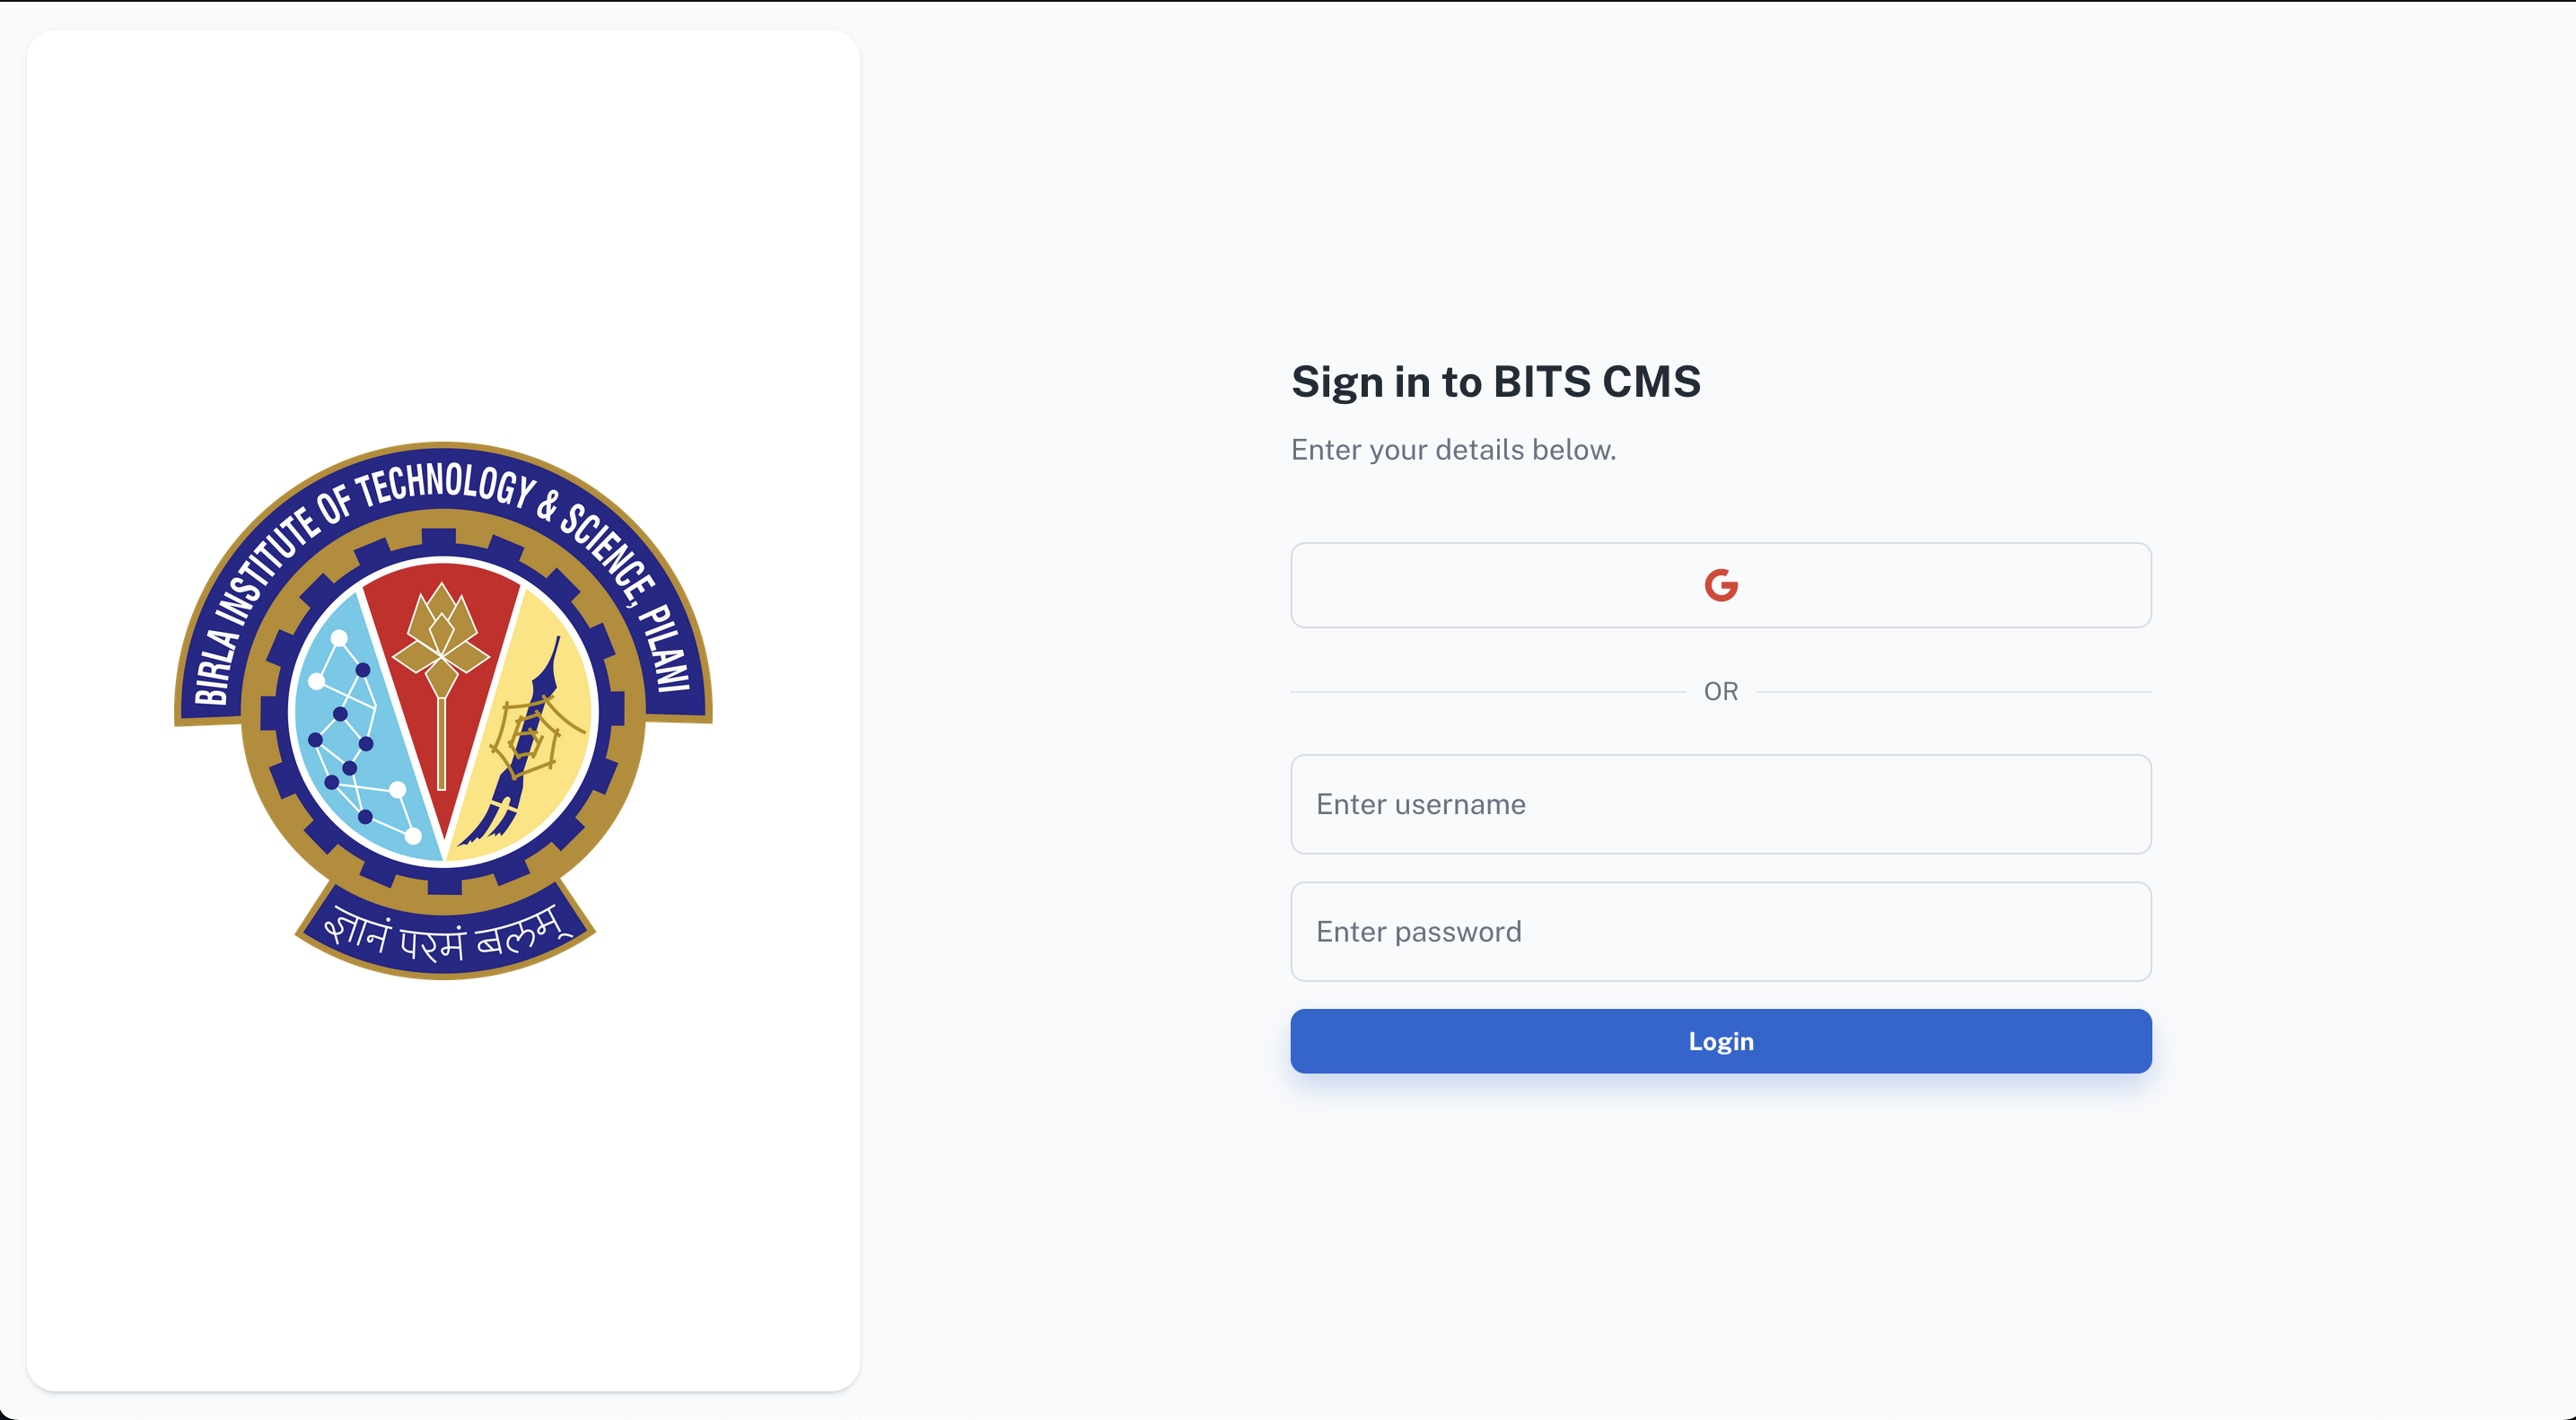 BIRLA INSTITUTE OF TECHNOLOGY & SCIENCE, PILANI
ज्ञानं परमं बलम्
Sign in to BITS CMS
Enter your details below.
G
OR
Enter username
Enter password
Login